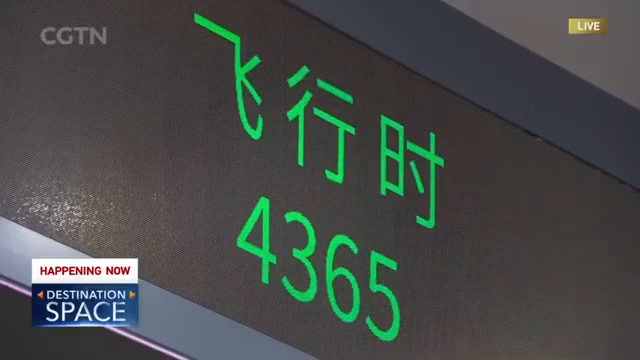 CGTN
LIVE
飞行时
4365
HAPPENING NOW
DESTINATION
SPACE